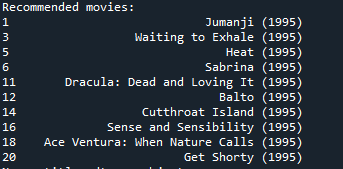 Recommended movies:
1 Jumanji (1995)
3 Waiting to Exhale (1995)
5 Heat (1995)
6 Sabrina (1995)
11 Dracula: Dead and Loving It (1995)
12 Balto (1995)
14 Cutthroat Island (1995)
16 Sense and Sensibility (1995)
18 Ace Ventura: When Nature Calls (1995)
20 Get Shorty (1995)